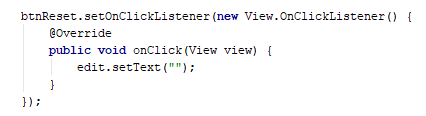 btnReset.setOnClickListener(new View.OnClickListener() {
    @Override
    public void onClick(View view) {
        edit.setText("");
    }
});